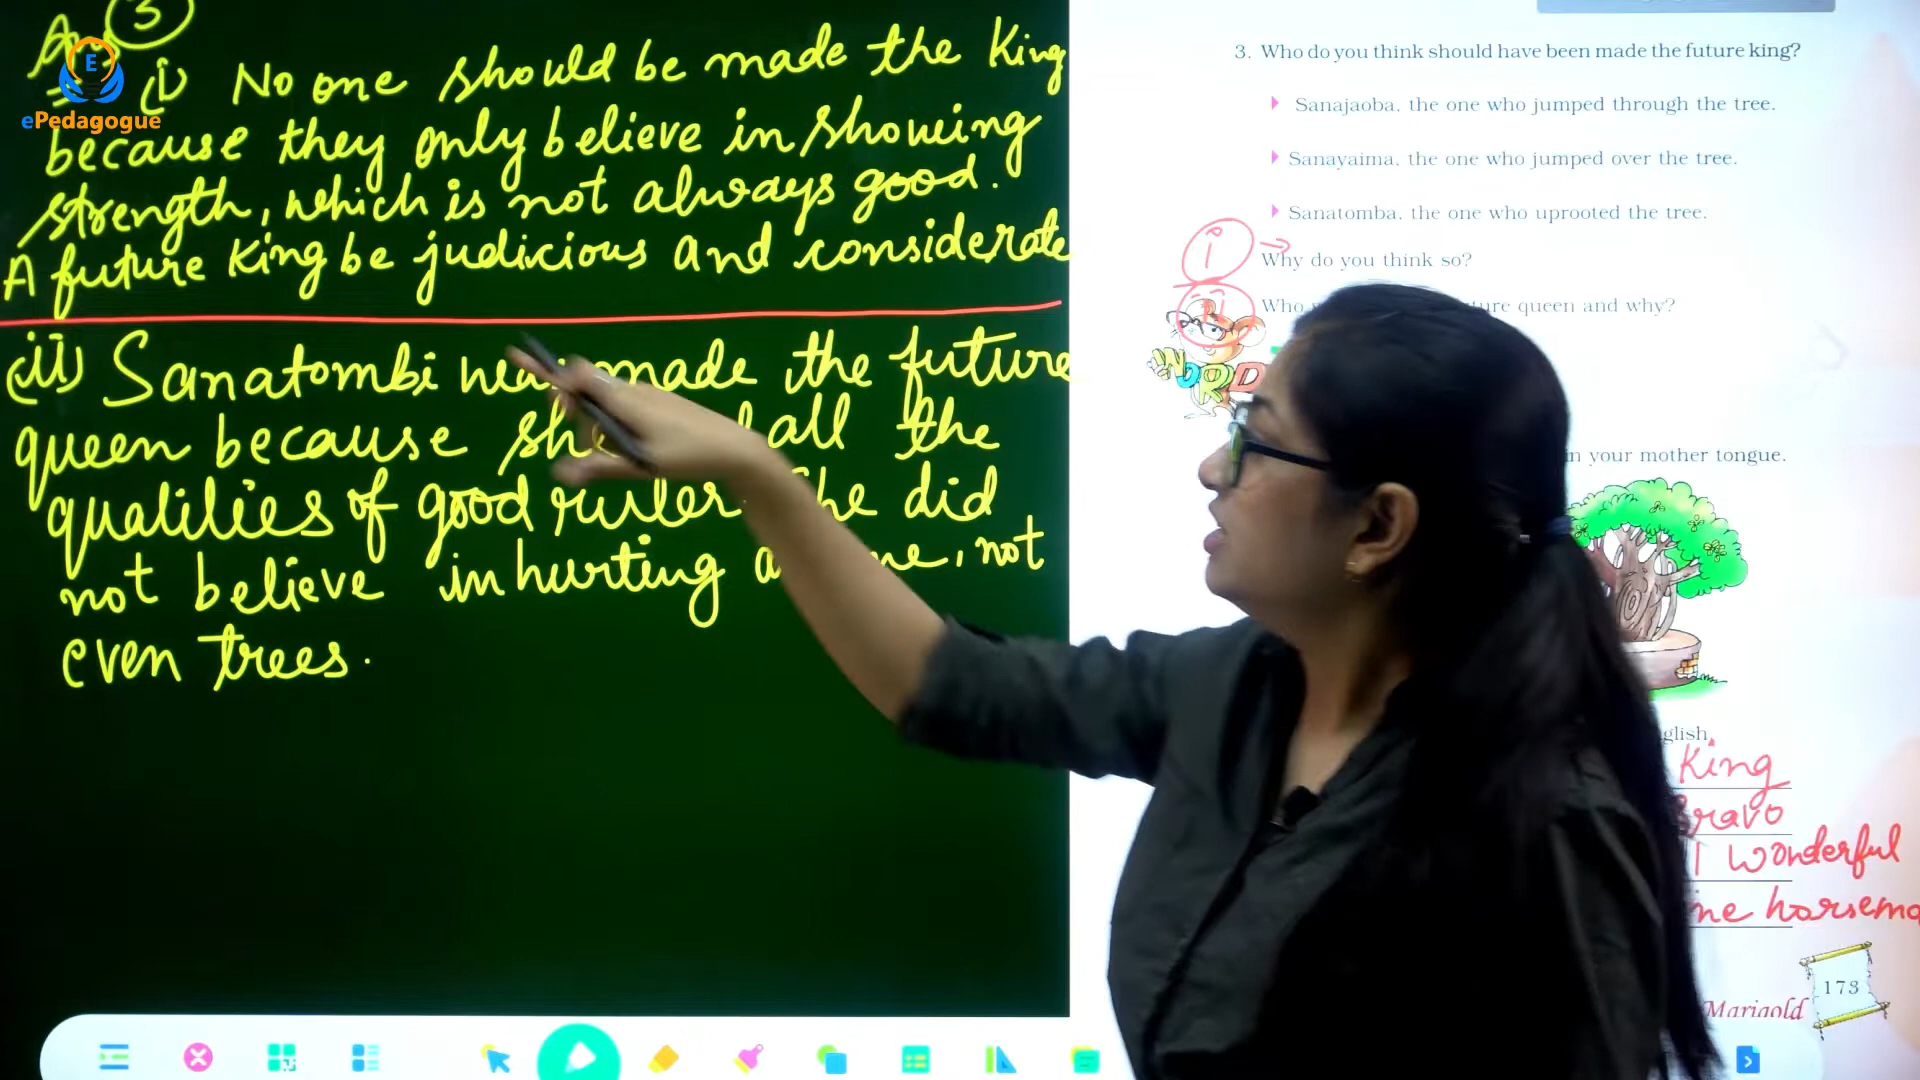 Ans 3
(i) No one should be made the King
because they only believe in showing
strength, which is not always good.
A future King be judicious and considerate
(ii) Sanatombi was made the future
queen because she all the
qualities of good ruler. She did
not believe in hurting , not
even trees.
E
ePedagogue
3. Who do you think should have been made the future king?
Sanajaoba, the one who jumped through the tree.
Sanayaima, the one who jumped over the tree.
Sanatomba, the one who uprooted the tree.
i → Why do you think so?
Who queen and why?
WORD
in your mother tongue.
King
wonderful
173
Marigold